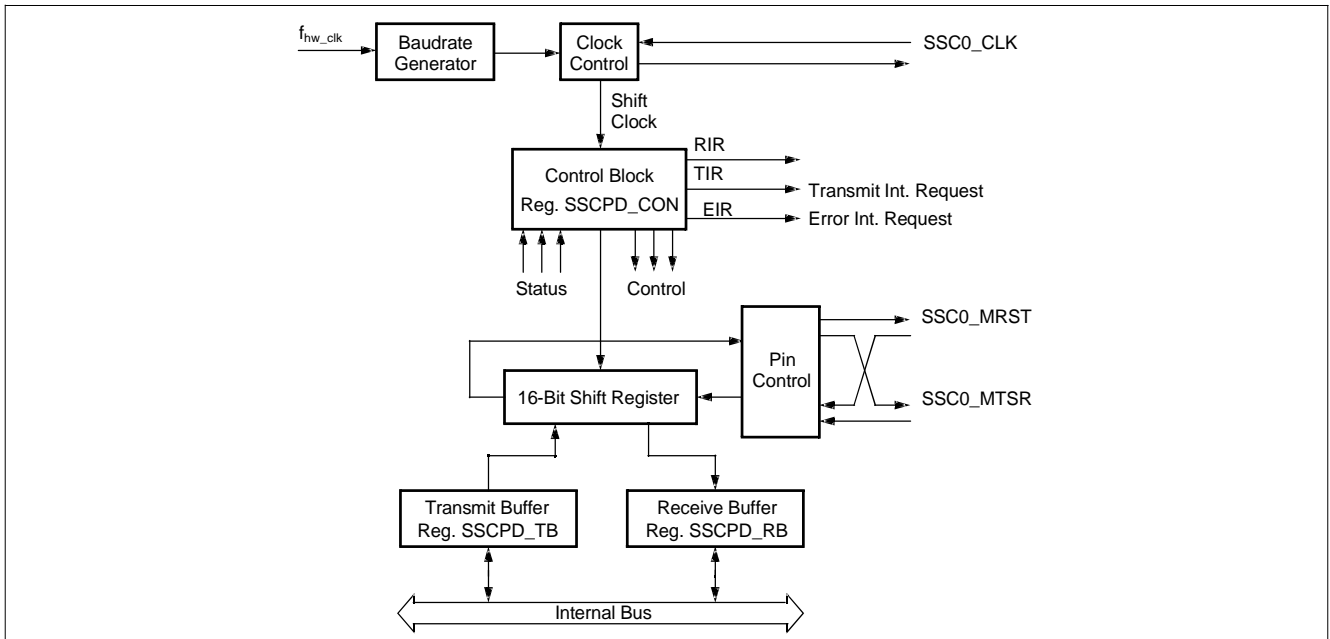 f_hw_clk
Baudrate
Generator
Clock
Control
SSC0_CLK
Shift
Clock
RIR
Control Block
Reg. SSCPD_CON
TIR
Transmit Int. Request
EIR
Error Int. Request
Status
Control
SSC0_MRST
Pin
Control
16-Bit Shift Register
SSC0_MTSR
Transmit Buffer
Reg. SSCPD_TB
Receive Buffer
Reg. SSCPD_RB
Internal Bus